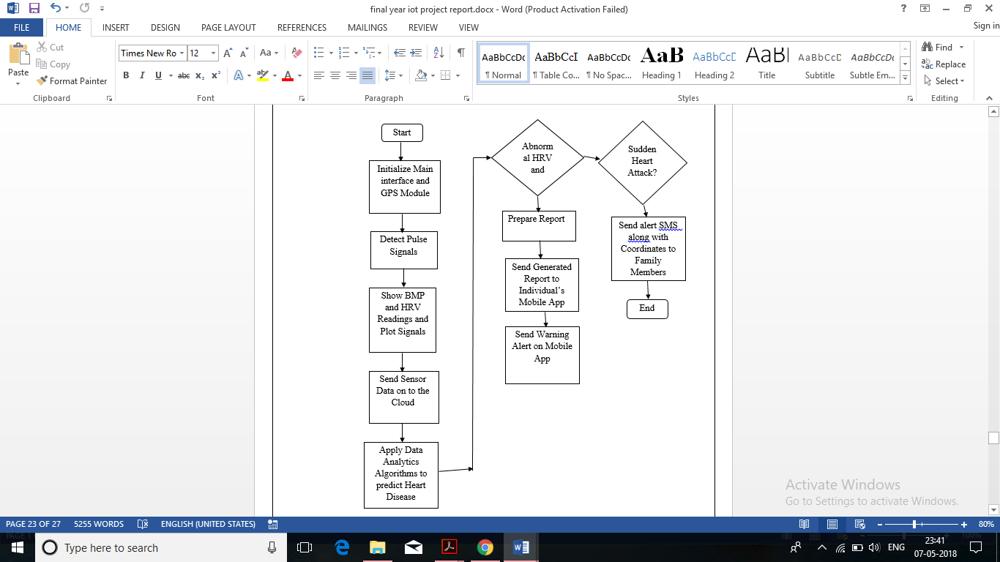 final year iot project report.docx - Word (Product Activation Failed)
FILE HOME INSERT DESIGN PAGE LAYOUT REFERENCES MAILINGS REVIEW VIEW Sign in
Paste
Cut
Copy
Format Painter
Clipboard
Times New Ro 12
Font
Paragraph
AaBbCcDc AaBbCcI AaBbCcDc AaB AaBbCcD AaBl AaBbCcD AaBbCcDc
¶ Normal ¶ Table Co... ¶ No Spac... Heading 1 Heading 2 Title Subtitle Subtle Em...
Styles
Find
Replace
Select
Editing
Start
Initialize Main
interface and
GPS Module
Detect Pulse
Signals
Show BMP
and HRV
Readings and
Plot Signals
Send Sensor
Data on to the
Cloud
Apply Data
Analytics
Algorithms to
predict Heart
Disease
Abnorm
al HRV
and
Prepare Report
Send Generated
Report to
Individual's
Mobile App
Send Warning
Alert on Mobile
App
Sudden
Heart
Attack?
Send alert SMS
along with
Coordinates to
Family
Members
End
Activate Windows
Go to Settings to activate Windows.
PAGE 23 OF 27 5255 WORDS ENGLISH (UNITED STATES) 80%
Type here to search
ENG
23:41
07-05-2018